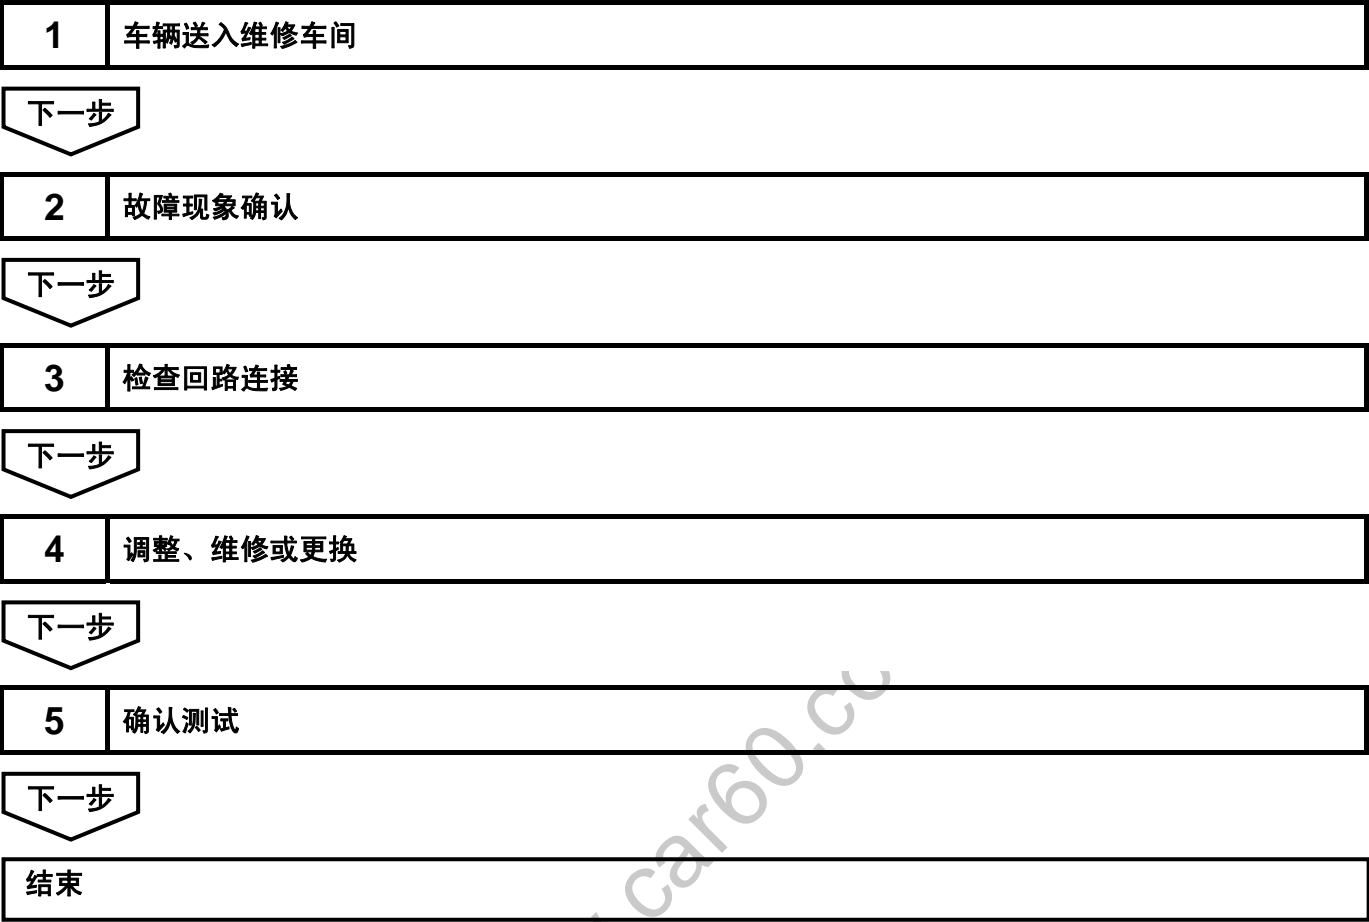 1 车辆送入维修车间
下一步
2 故障现象确认
下一步
3 检查回路连接
下一步
4 调整、维修或更换
下一步
5 确认测试
下一步
结束
car60.co